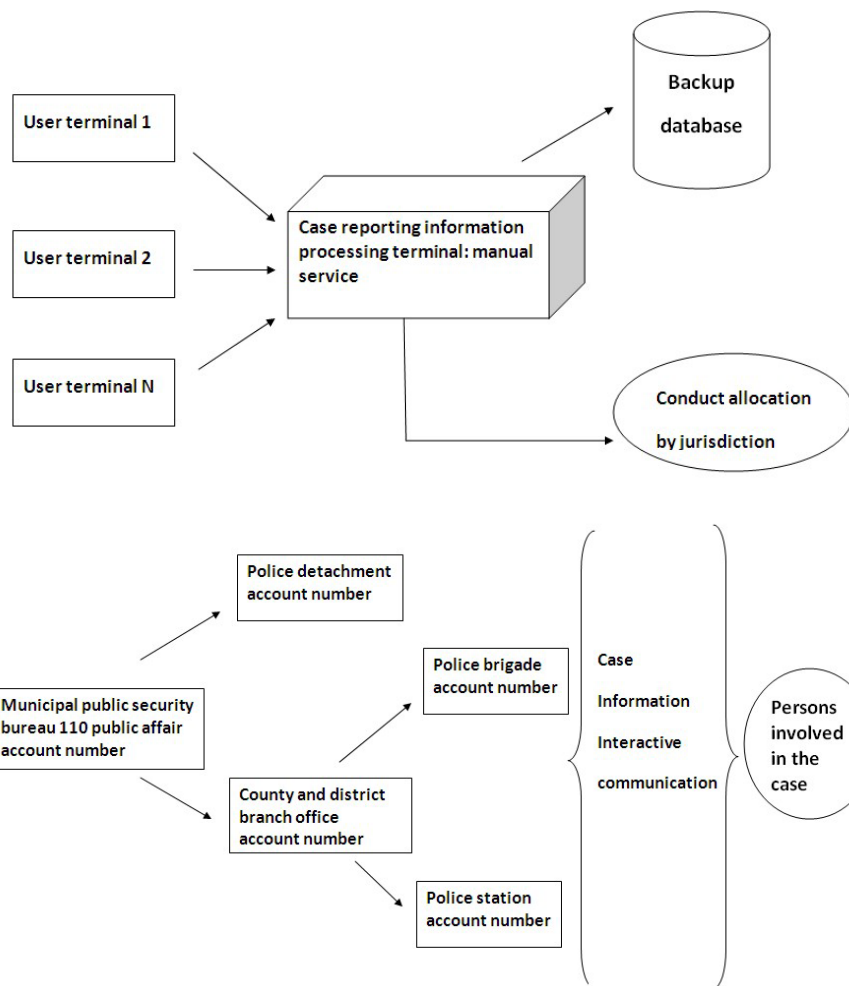 Backup
database
User terminal 1
User terminal 2
User terminal N
Case reporting information
processing terminal: manual
service
Conduct allocation
by jurisdiction
Police detachment
account number
Municipal public security
bureau 110 public affair
account number
County and district
branch office
account number
Police brigade
account number
Police station
account number
Case
Information
Interactive
communication
Persons
involved
in the
case